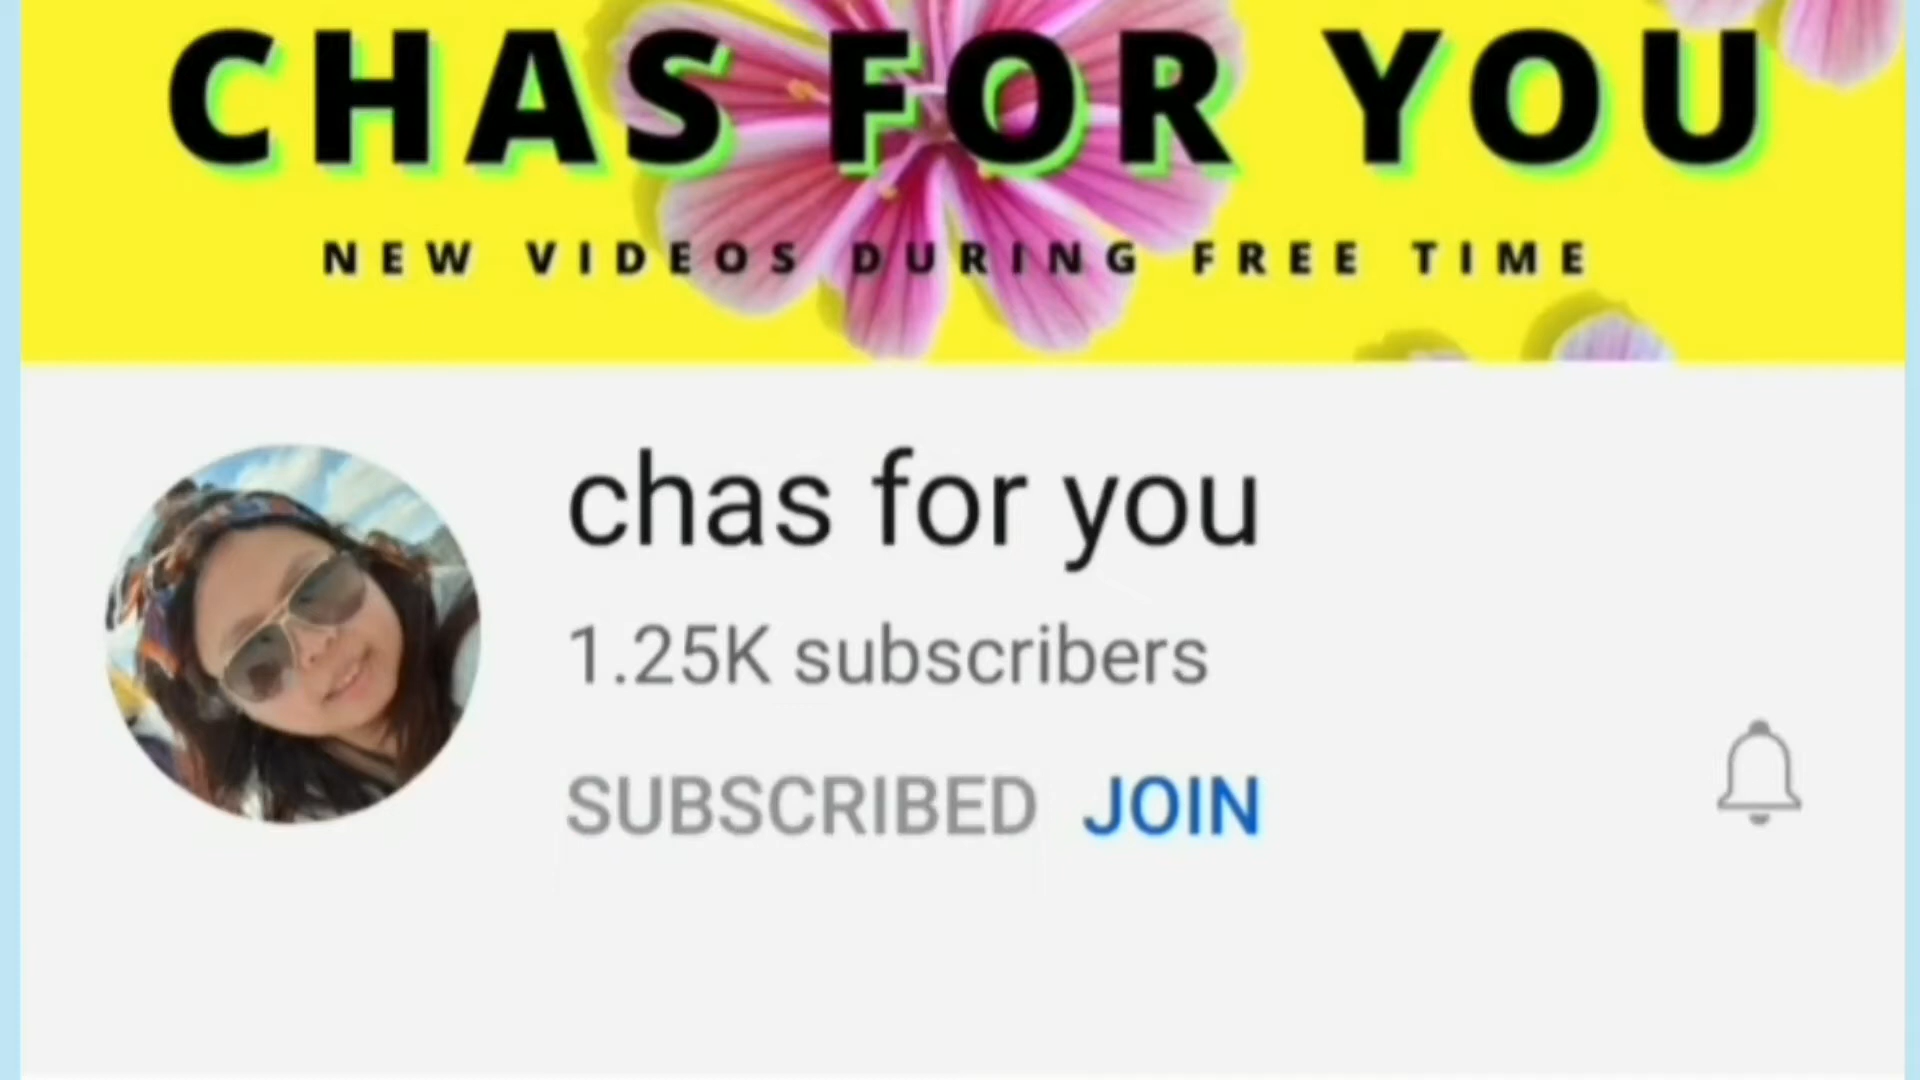 CHAS FOR YOU
NEW VIDEOS DURING FREE TIME
chas for you
1.25K subscribers
SUBSCRIBED JOIN